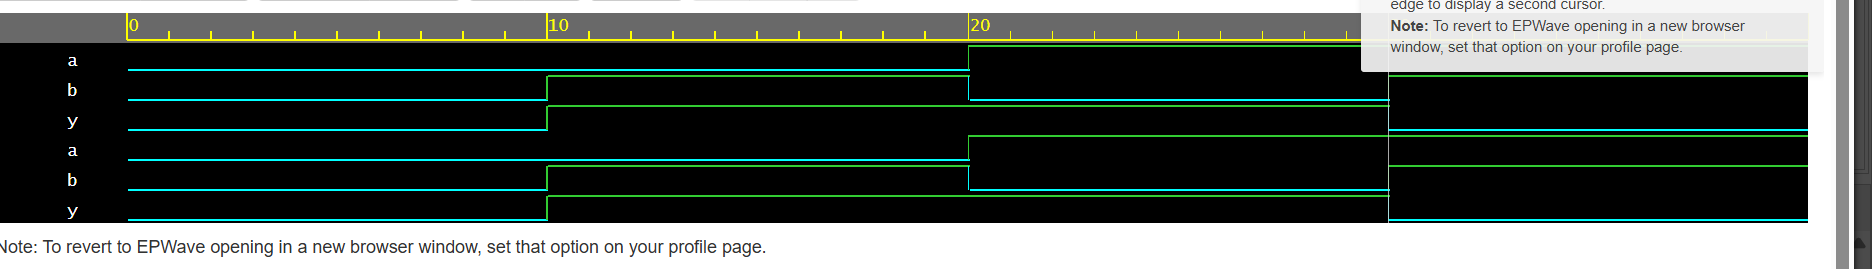 edge to display a second cursor.
0 10 20
Note: To revert to EPWave opening in a new browser
window, set that option on your profile page.
a
b
y
a
b
y
Note: To revert to EPWave opening in a new browser window, set that option on your profile page.